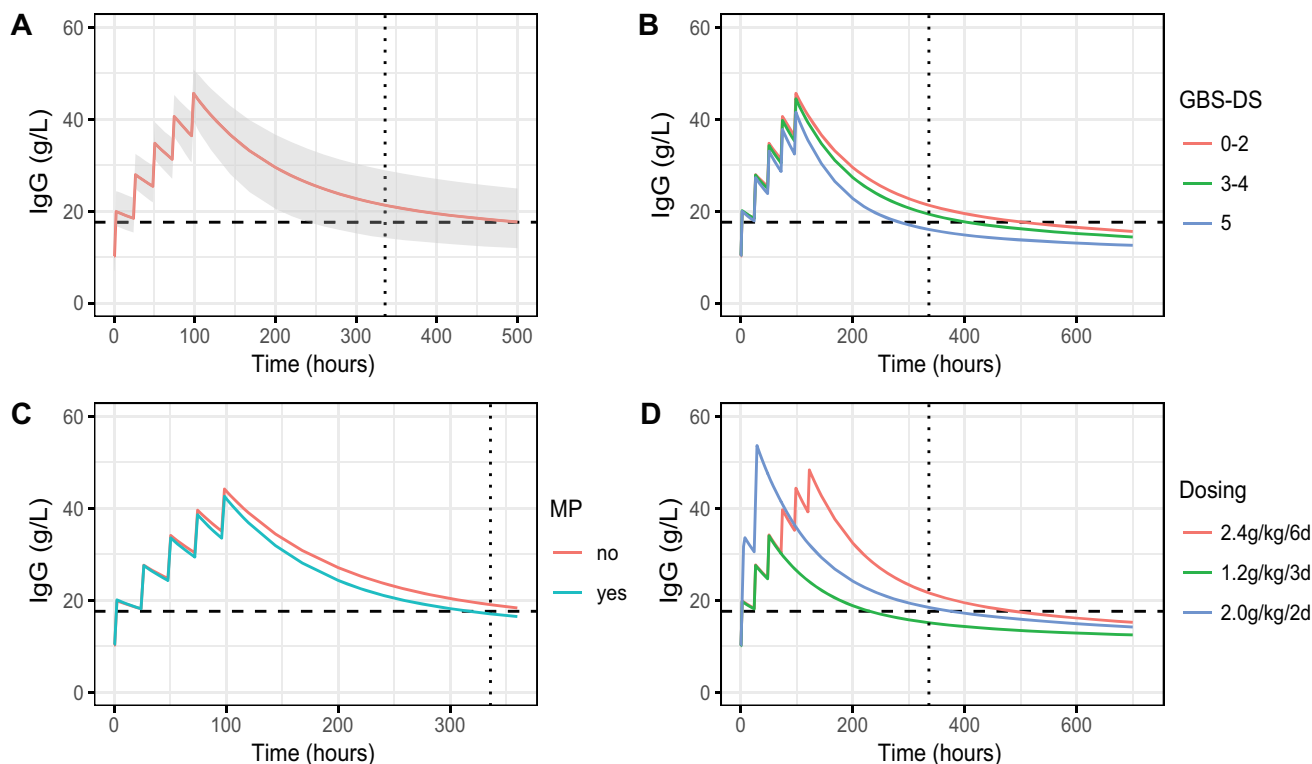 A
IgG (g/L)
60
40
20
0
0 100 200 300 400 500
Time (hours)
B
IgG (g/L)
60
40
20
0
0 200 400 600
Time (hours)
GBS-DS
0-2
3-4
5
C
IgG (g/L)
60
40
20
0
0 100 200 300
Time (hours)
MP
no
yes
D
IgG (g/L)
60
40
20
0
0 200 400 600
Time (hours)
Dosing
2.4g/kg/6d
1.2g/kg/3d
2.0g/kg/2d